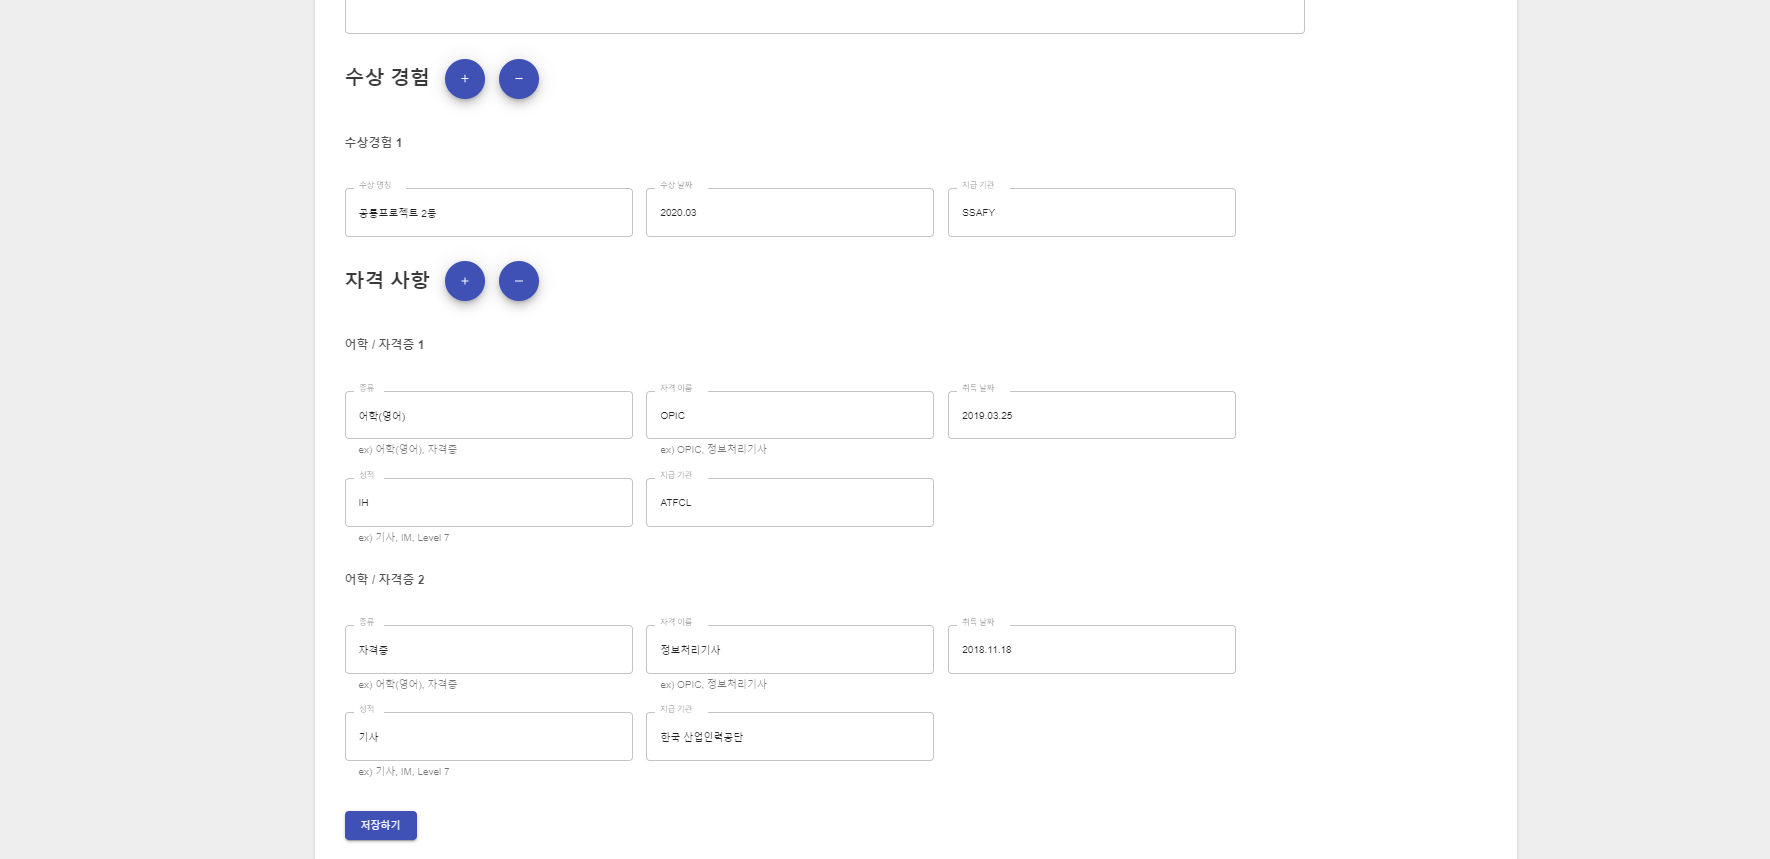 수상 경험 + −
수상경험 1
수상 명칭 수상 날짜 지급 기관
공통프로젝트 2등 2020.03 SSAFY
자격 사항 + −
어학 / 자격증 1
종류 자격 이름 취득 날짜
어학(영어) OPIC 2019.03.25
ex) 어학(영어), 자격증 ex) OPIC, 정보처리기사
성적 지급 기관
IH ATFCL
ex) 기사, IM, Level 7
어학 / 자격증 2
종류 자격 이름 취득 날짜
자격증 정보처리기사 2018.11.18
ex) 어학(영어), 자격증 ex) OPIC, 정보처리기사
성적 지급 기관
기사 한국 산업인력공단
ex) 기사, IM, Level 7
저장하기